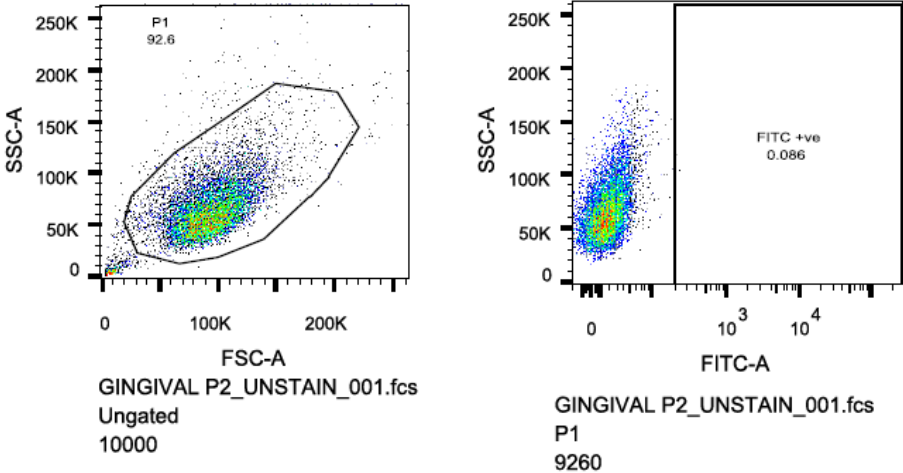 250K
P1
92.6
200K
150K
100K
50K
0
SSC-A
0
100K
200K
FSC-A
GINGIVAL P2_UNSTAIN_001.fcs
Ungated
10000
250K
200K
150K
100K
50K
0
SSC-A
FITC +ve
0.086
0
10³
10⁴
FITC-A
GINGIVAL P2_UNSTAIN_001.fcs
P1
9260